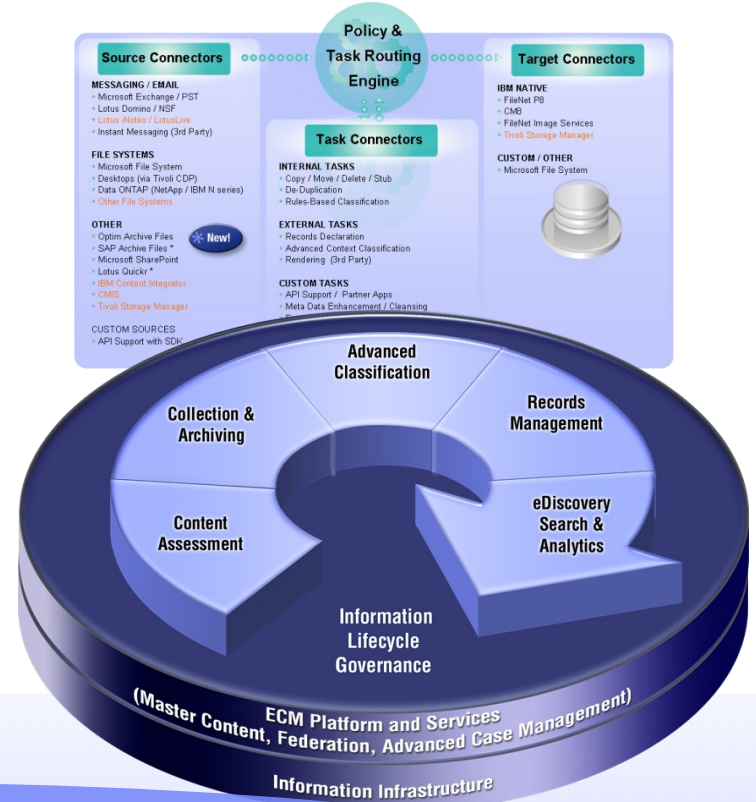 Policy &
Task Routing
Engine
Source Connectors
MESSAGING / EMAIL
• Microsoft Exchange / PST
• Lotus Domino / NSF
• Lotus iNotes / LotusLive
• Instant Messaging (3rd Party)
FILE SYSTEMS
• Microsoft File System
• Desktops (via Tivoli CDP)
• Data ONTAP (NetApp / IBM N series)
• Other File Systems
OTHER
• Optim Archive Files
• SAP Archive Files *
• Microsoft SharePoint
• Lotus Quickr *
• IBM Content Integrator
• CMIS
• Tivoli Storage Manager
New!
CUSTOM SOURCES
• API Support with SDK
Task Connectors
INTERNAL TASKS
• Copy / Move / Delete / Stub
• De-Duplication
• Rules-Based Classification
EXTERNAL TASKS
• Records Declaration
• Advanced Context Classification
• Rendering (3rd Party)
CUSTOM TASKS
• API Support / Partner Apps
• Meta Data Enhancement / Cleansing
Target Connectors
IBM NATIVE
• FileNet P8
• CM8
• FileNet Image Services
• Tivoli Storage Manager
CUSTOM / OTHER
• Microsoft File System
Content
Assessment
Collection &
Archiving
Advanced
Classification
Records
Management
eDiscovery
Search &
Analytics
Information
Lifecycle
Governance
ECM Platform and Services
(Master Content, Federation, Advanced Case Management)
Information Infrastructure